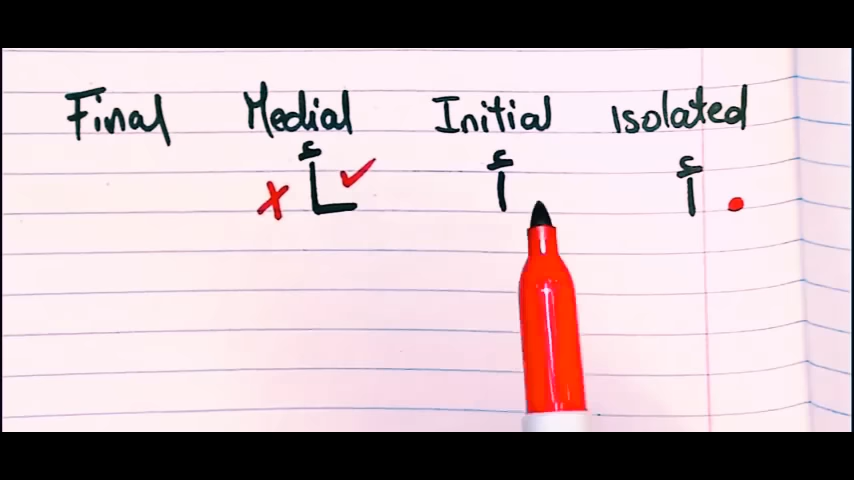 Final Medial Initial Isolated
ـأ أ أ